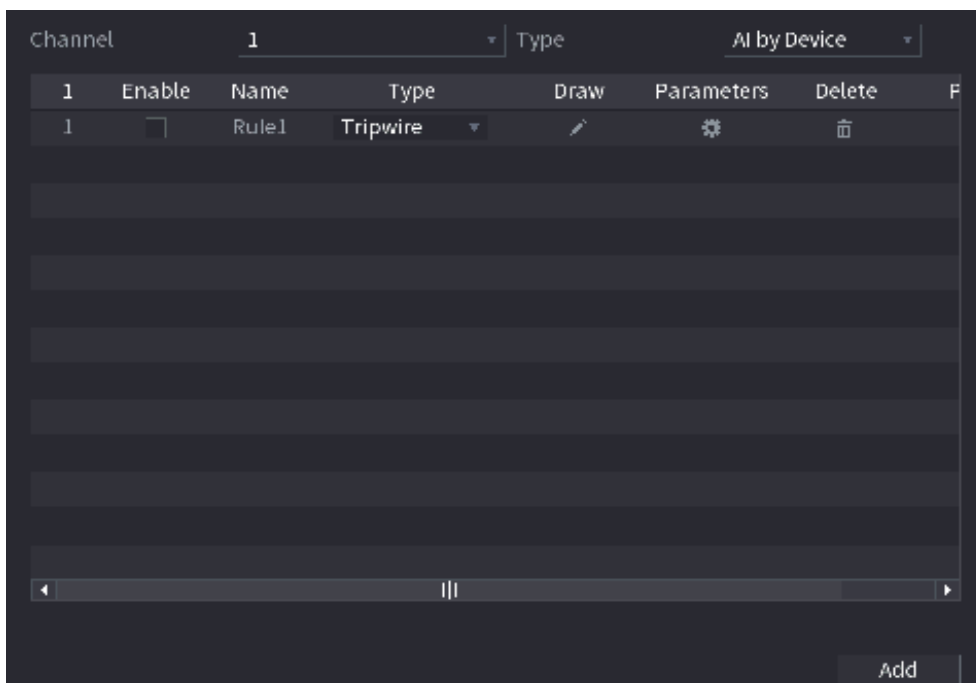 Channel 1 Type AI by Device
1 Enable Name Type Draw Parameters Delete
1 Rule1 Tripwire
Add